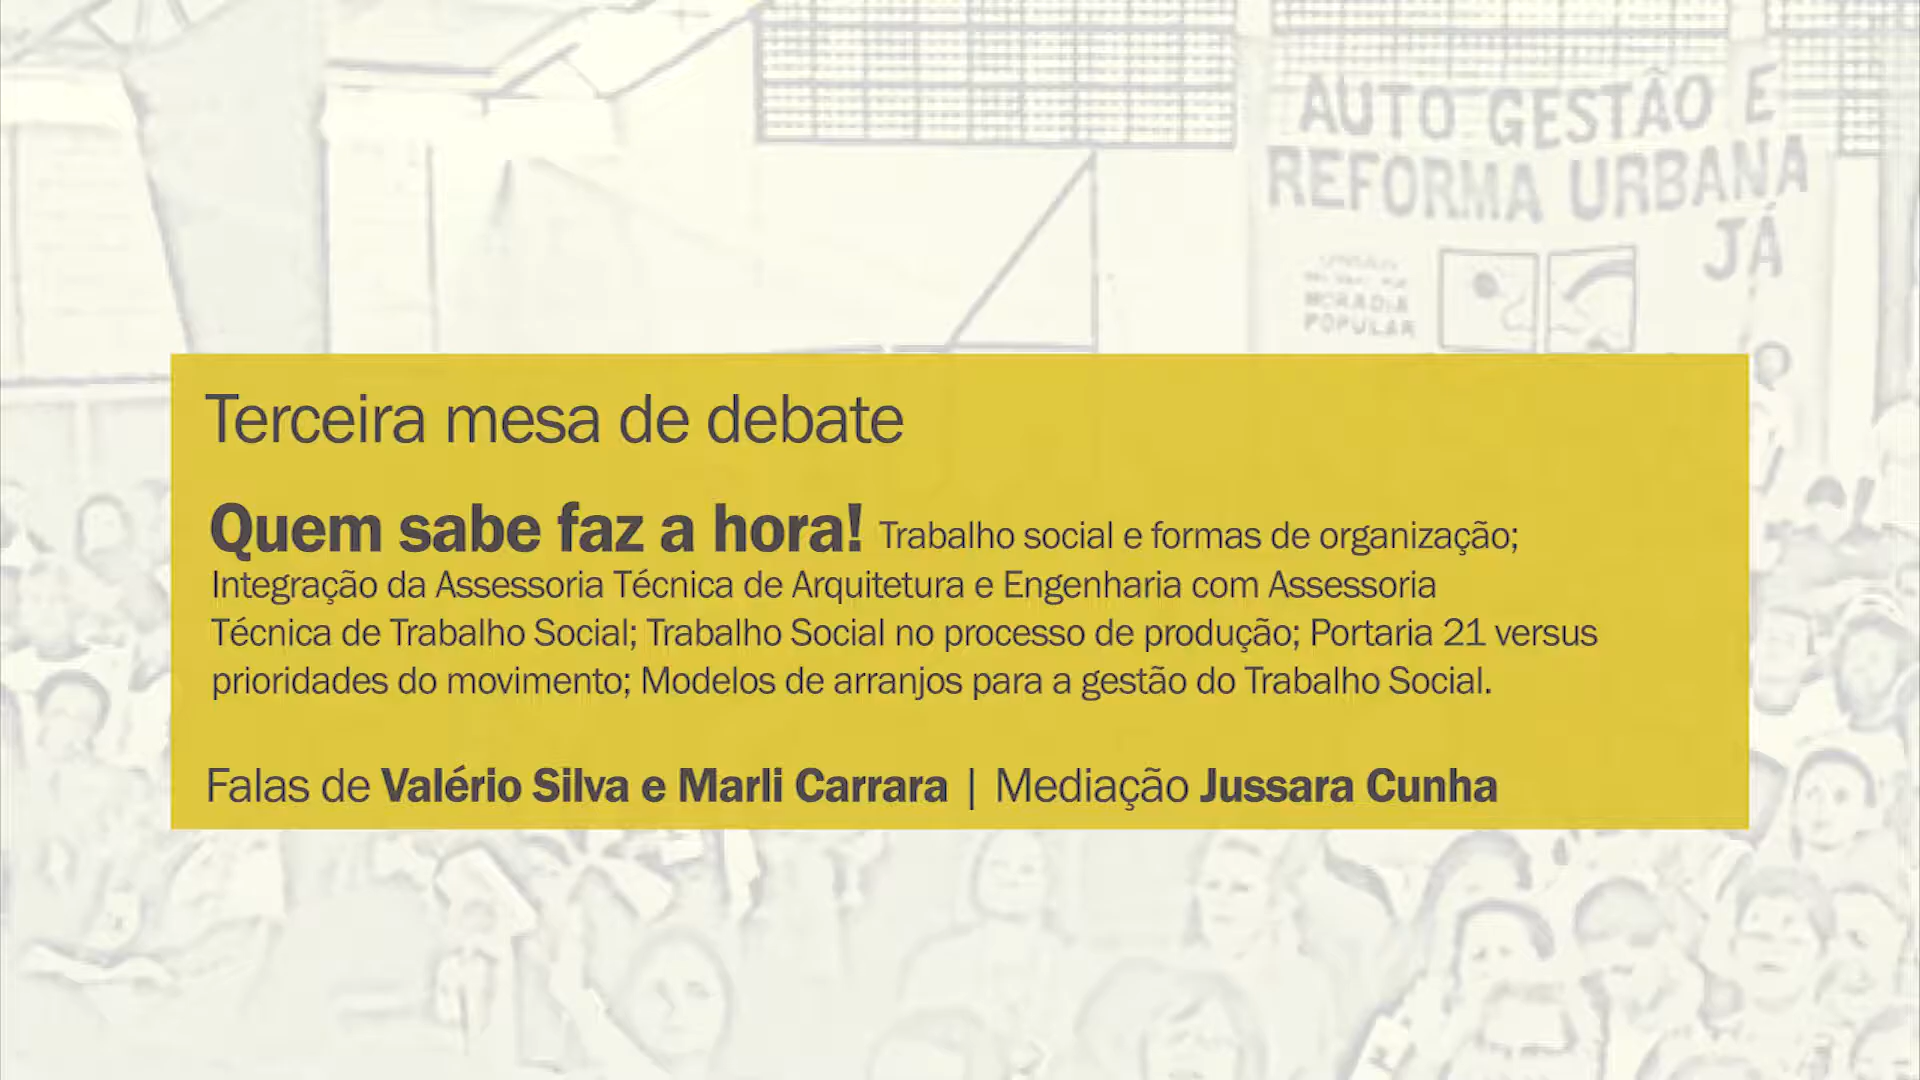 AUTO GESTÃO E
REFORMA URBANA
JÁ
MORADIA
POPULAR
Terceira mesa de debate
Quem sabe faz a hora! Trabalho social e formas de organização;
Integração da Assessoria Técnica de Arquitetura e Engenharia com Assessoria
Técnica de Trabalho Social; Trabalho Social no processo de produção; Portaria 21 versus
prioridades do movimento; Modelos de arranjos para a gestão do Trabalho Social.
Falas de Valério Silva e Marli Carrara | Mediação Jussara Cunha